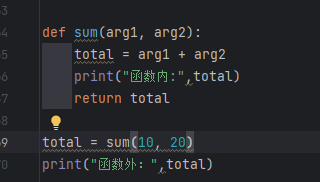 def sum(arg1, arg2):
total = arg1 + arg2
print("函数内:",total)
return total
total = sum(10, 20)
print("函数外: ",total)